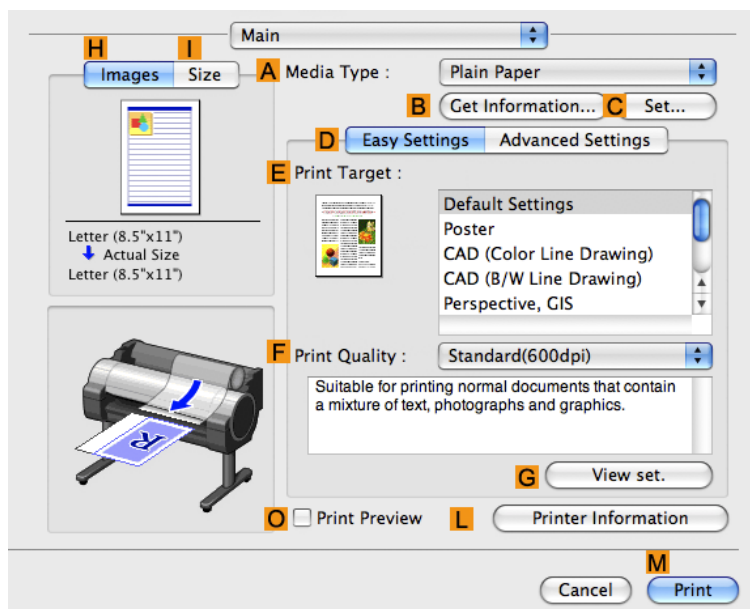 Main
H I
Images Size
A Media Type : Plain Paper
B Get Information... C Set...
D Easy Settings Advanced Settings
E Print Target :
Default Settings
Poster
CAD (Color Line Drawing)
CAD (B/W Line Drawing)
Perspective, GIS
Letter (8.5"x11")
Actual Size
Letter (8.5"x11")
F Print Quality : Standard(600dpi)
Suitable for printing normal documents that contain
a mixture of text, photographs and graphics.
R
G View set.
O Print Preview L Printer Information
M
Cancel Print